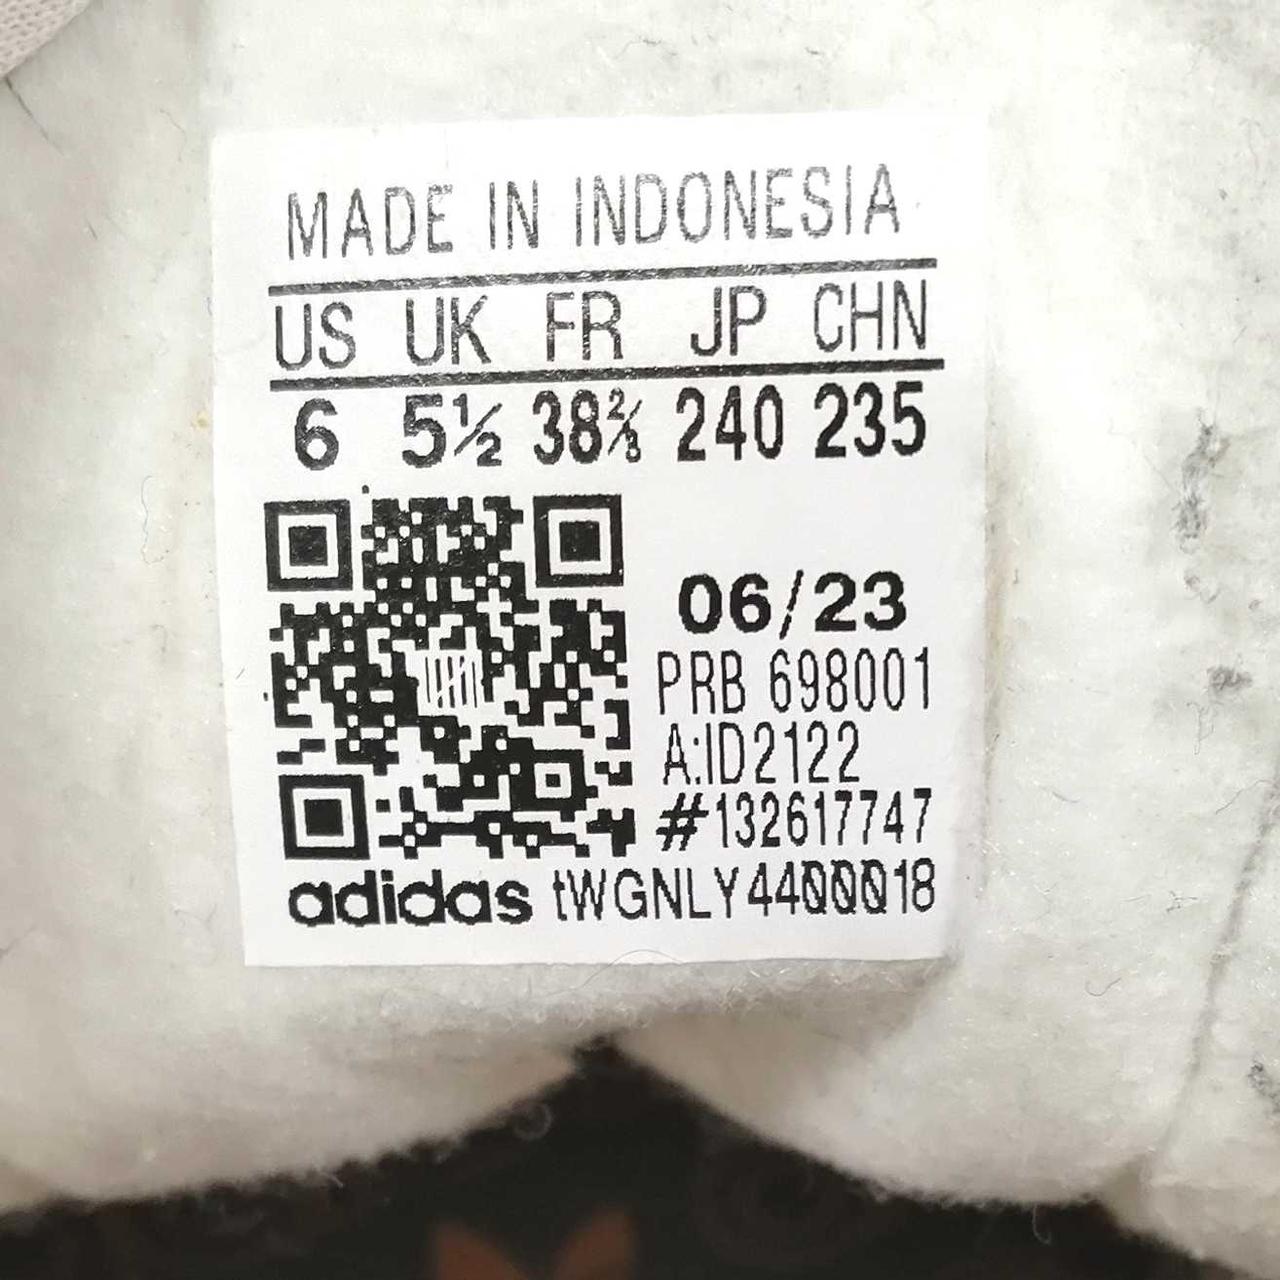 MADE IN INDONESIA
US UK FR JP CHN
6 5½ 38⅔ 240 235
06/23
PRB 698001
A:ID2122
#132617747
adidas tWGNLY4400018